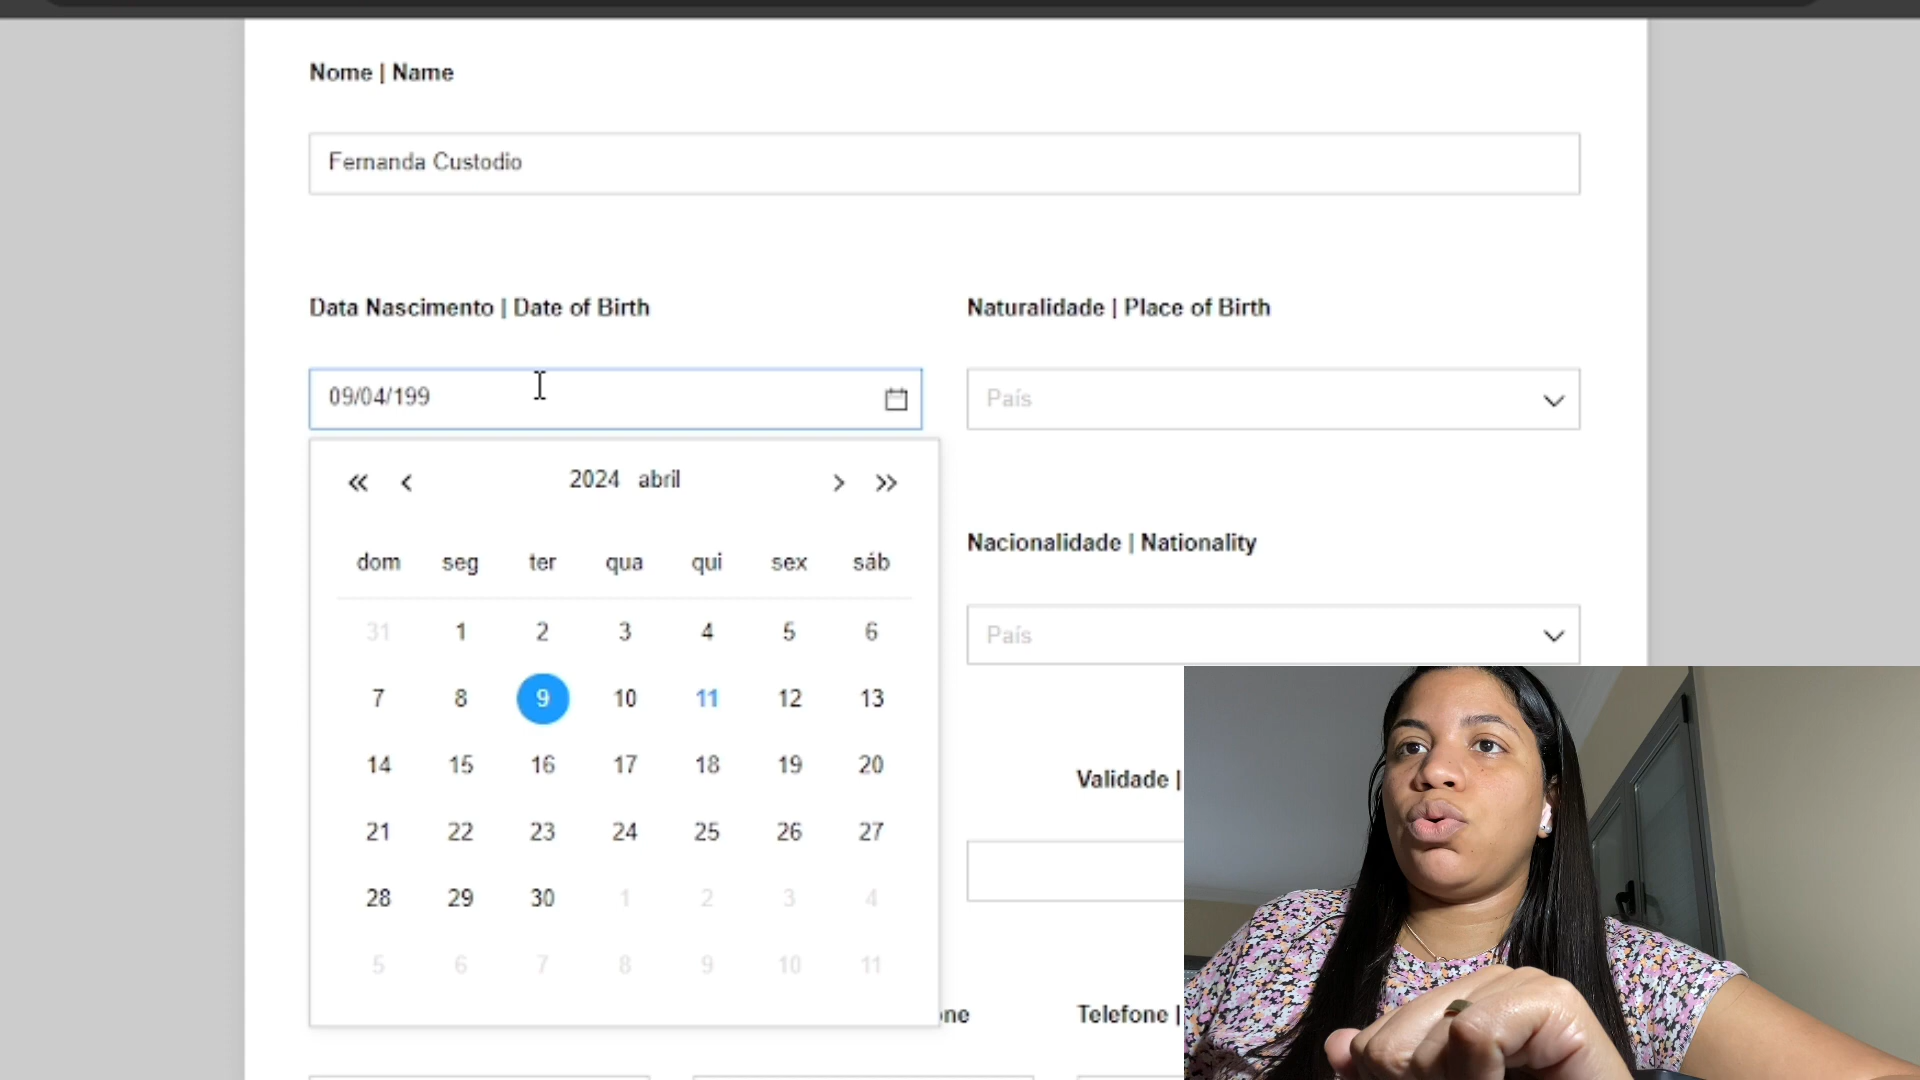 Nome | Name
Fernanda Custodio
Data Nascimento | Date of Birth
Naturalidade | Place of Birth
09/04/199
País
2024 abril
dom seg ter qua qui sex sáb
31 1 2 3 4 5 6
7 8 9 10 11 12 13
14 15 16 17 18 19 20
21 22 23 24 25 26 27
28 29 30 1 2 3 4
5 6 7 8 9 10 11
Nacionalidade | Nationality
País
Validade |
Telefone |